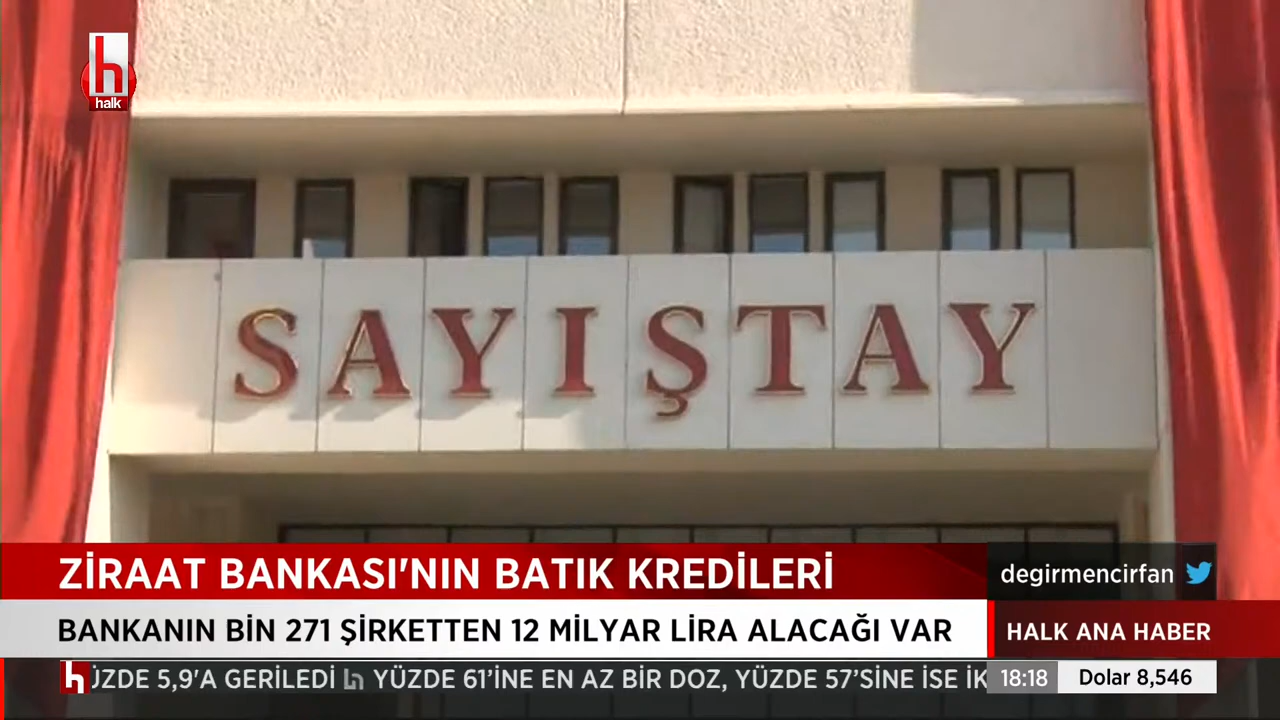 h
halk
SAYIŞTAY
ZİRAAT BANKASI'NIN BATIK KREDİLERİ
degirmencirfan
BANKANIN BİN 271 ŞİRKETTEN 12 MİLYAR LİRA ALACAĞI VAR
HALK ANA HABER
h ÜZDE 5,9'A GERİLEDİ h YÜZDE 61'İNE EN AZ BİR DOZ, YÜZDE 57'SİNE İSE İK
18:18 Dolar 8,546